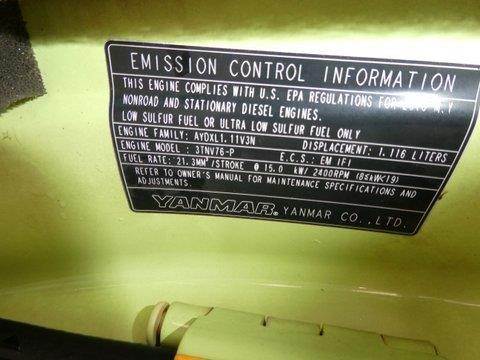 EMISSION CONTROL INFORMATION
THIS ENGINE COMPLIES WITH U.S. EPA REGULATIONS FOR M.Y
NONROAD AND STATIONARY DIESEL ENGINES.
LOW SULFUR FUEL OR ULTRA LOW SULFUR FUEL ONLY
ENGINE FAMILY: AYDXL1.11V3N DISPLACEMENT: 1.116 LITERS
ENGINE MODEL: 3TNV76-P E.C.S.: EM IFI
FUEL RATE: 21.3MM³/STROKE @ 15.0 kW/ 2400RPM (8≤kW<19)
REFER TO OWNER'S MANUAL FOR MAINTENANCE SPECIFICATIONS AND
ADJUSTMENTS.
YANMAR. YANMAR CO., LTD.